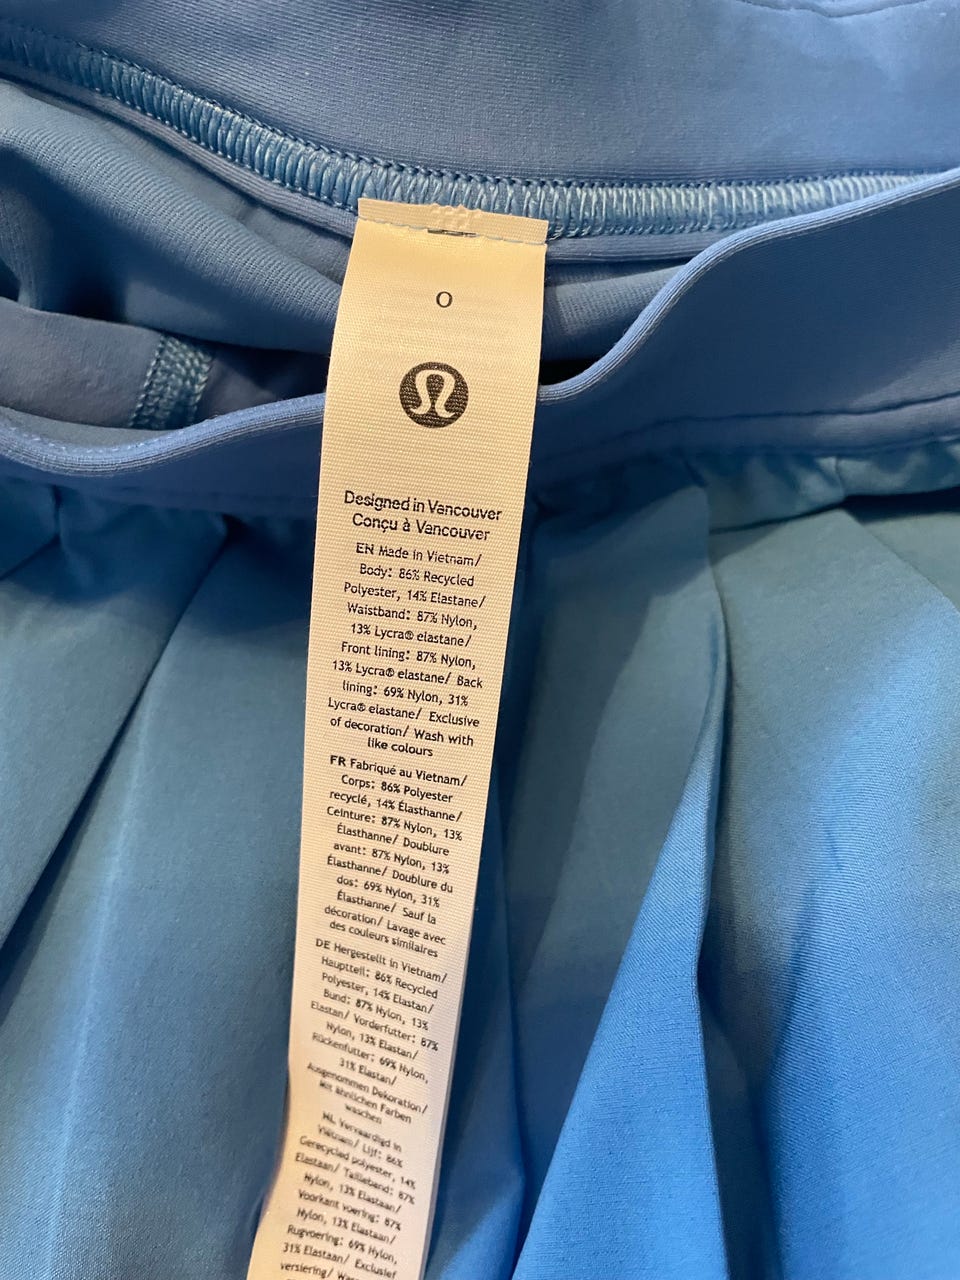 0
Designed in Vancouver
Conçu à Vancouver
EN Made in Vietnam/
Body: 86% Recycled
Polyester, 14% Elastane/
Waistband: 87% Nylon,
13% Lycra® elastane/
Front lining: 87% Nylon,
13% Lycra® elastane/ Back
lining: 69% Nylon, 31%
Lycra® elastane/ Exclusive
of decoration/ Wash with
like colours
FR Fabriqué au Vietnam/
Corps: 86% Polyester
recyclé, 14% Élasthanne/
Ceinture: 87% Nylon, 13%
Élasthanne/ Doublure
avant: 87% Nylon, 13%
Élasthanne/ Doublure du
dos: 69% Nylon, 31%
Élasthanne/ Sauf la
décoration/ Lavage avec
des couleurs similaires
DE Hergestellt in Vietnam/
Hauptteil: 86% Recycled
Polyester, 14% Elastan/
Bund: 87% Nylon, 13%
Elastan/ Vorderfutter: 87%
Nylon, 13% Elastan/
Rückenfutter: 69% Nylon,
31% Elastan/
Ausgenommen Dekoration/
Mit ähnlichen Farben
waschen
NL Vervaardigd in
Vietnam/ Lijf: 86%
Gerecycled polyester, 14%
Elastaan/ Tailleband: 87%
Nylon, 13% Elastaan/
Voorkant voering: 87%
Nylon, 13% Elastaan/
Rugvoering: 69% Nylon,
31% Elastaan/ Exclusief
versiering/